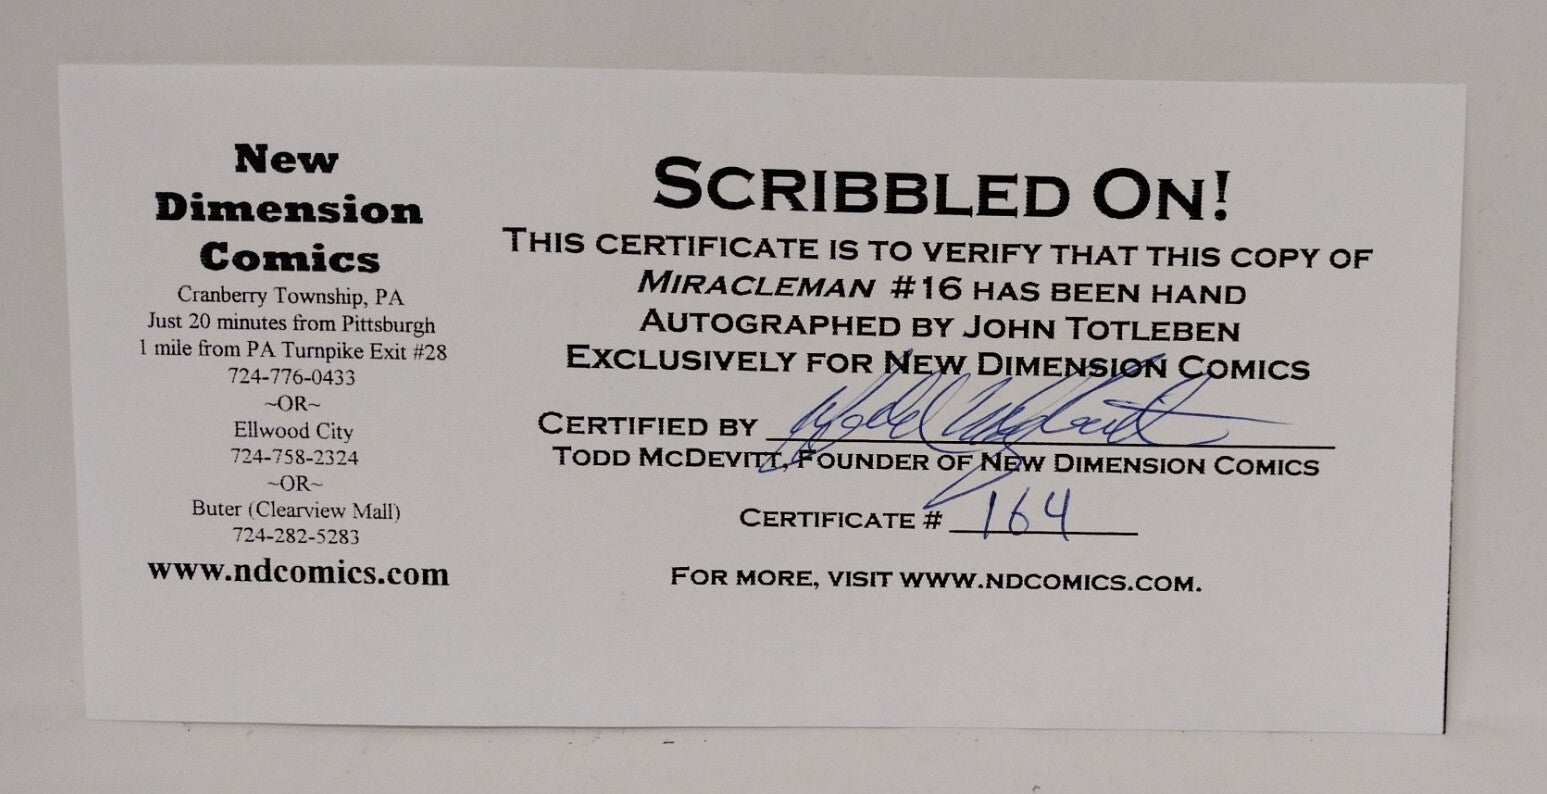 New
Dimension
Comics
Cranberry Township, PA
Just 20 minutes from Pittsburgh
1 mile from PA Turnpike Exit #28
724-776-0433
~OR~
Ellwood City
724-758-2324
~OR~
Buter (Clearview Mall)
724-282-5283
www.ndcomics.com
SCRIBBLED ON!
THIS CERTIFICATE IS TO VERIFY THAT THIS COPY OF
MIRACLEMAN #16 HAS BEEN HAND
AUTOGRAPHED BY JOHN TOTLEBEN
EXCLUSIVELY FOR NEW DIMENSION COMICS
CERTIFIED BY
TODD MCDEVITT, FOUNDER OF NEW DIMENSION COMICS
CERTIFICATE # 164
FOR MORE, VISIT WWW.NDCOMICS.COM.